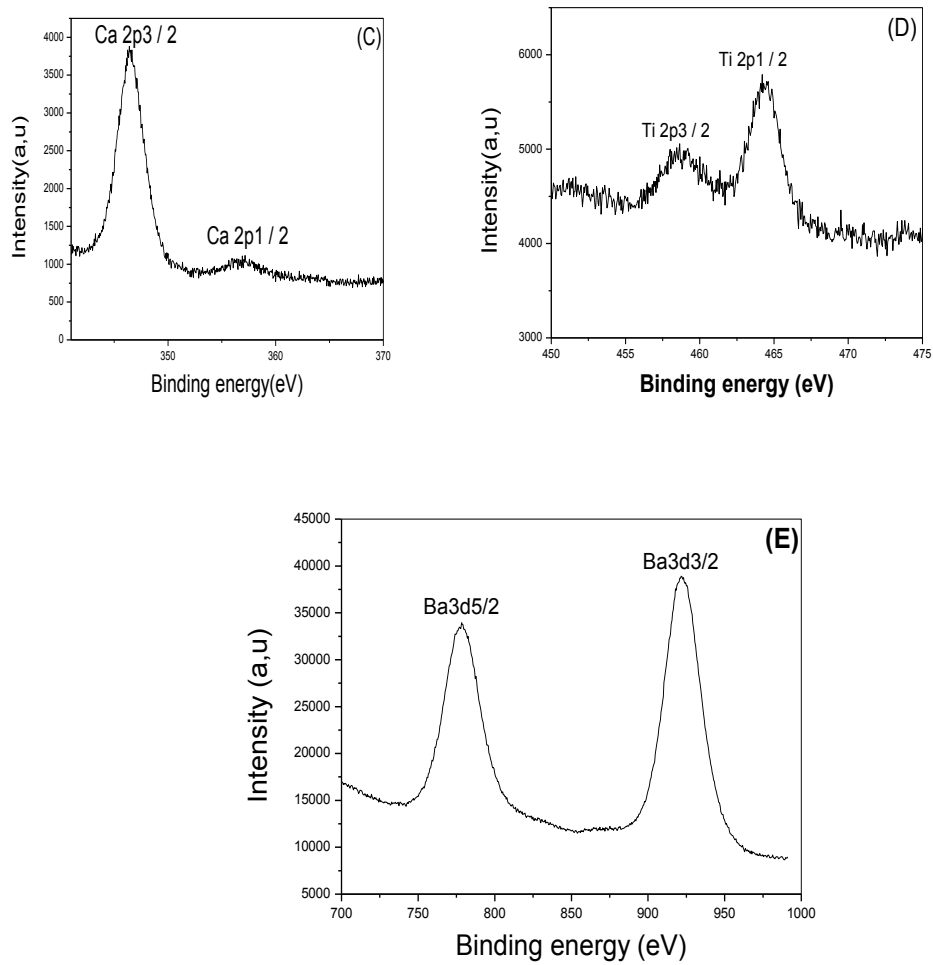 Ca 2p3 / 2
(C)
4000
3500
3000
2500
2000
1500
1000
500
0
Ca 2p1 / 2
350
360
370
Intensity(a,u)
Binding energy(eV)
(D)
6000
5000
4000
3000
Ti 2p1 / 2
Ti 2p3 / 2
450
455
460
465
470
475
Intensity(a,u)
Binding energy (eV)
(E)
45000
40000
35000
30000
25000
20000
15000
10000
5000
Ba3d3/2
Ba3d5/2
700
750
800
850
900
950
1000
Intensity (a,u)
Binding energy (eV)